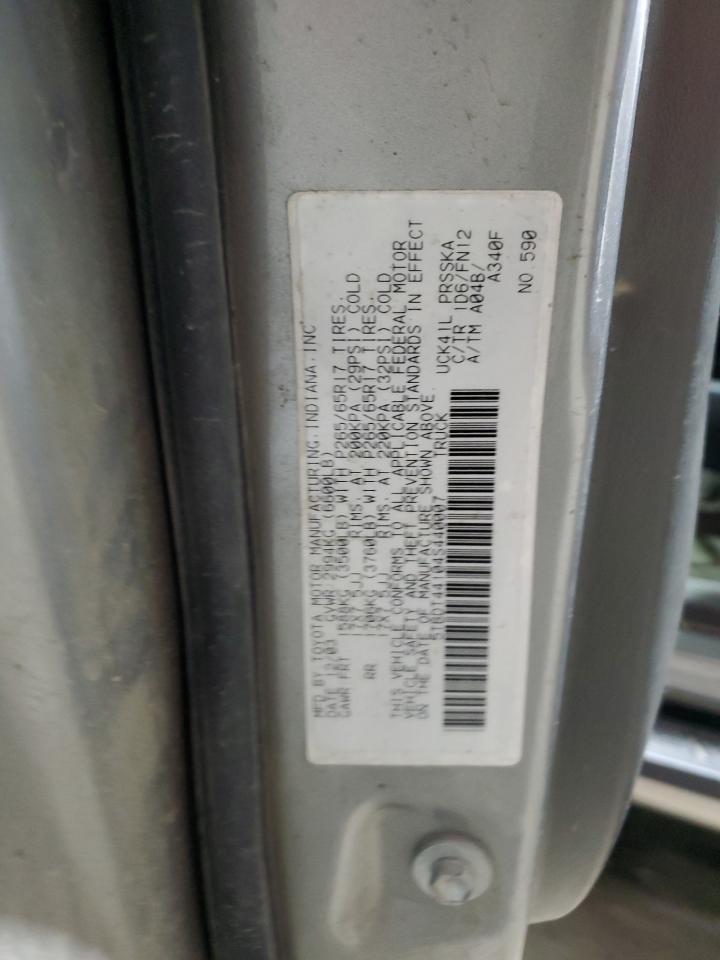 MFD BY TOYOTA MOTOR MANUFACTURING.INDIANA.INC
DATE 12/03 GVWR 2994KG (6600LB)
GAWR FRT 1588KG (3500LB) WITH P265/65R17 TIRES.
17X7.5JJ RIMS, AT 200KPA (29PSI) COLD
RR 1706KG (3760LB) WITH P265/65R17 TIRES.
17X7.5JJ RIMS, AT 220KPA (32PSI) COLD
THIS VEHICLE CONFORMS TO ALL APPLICABLE FEDERAL MOTOR
VEHICLE SAFETY AND THEFT PREVENTION STANDARDS IN EFFECT
ON THE DATE OF MANUFACTURE SHOWN ABOVE.
TRUCK
UCK41L PRSSKA
C/TR 1D6/FN12
A/TM A04B/
A340F
NO.590